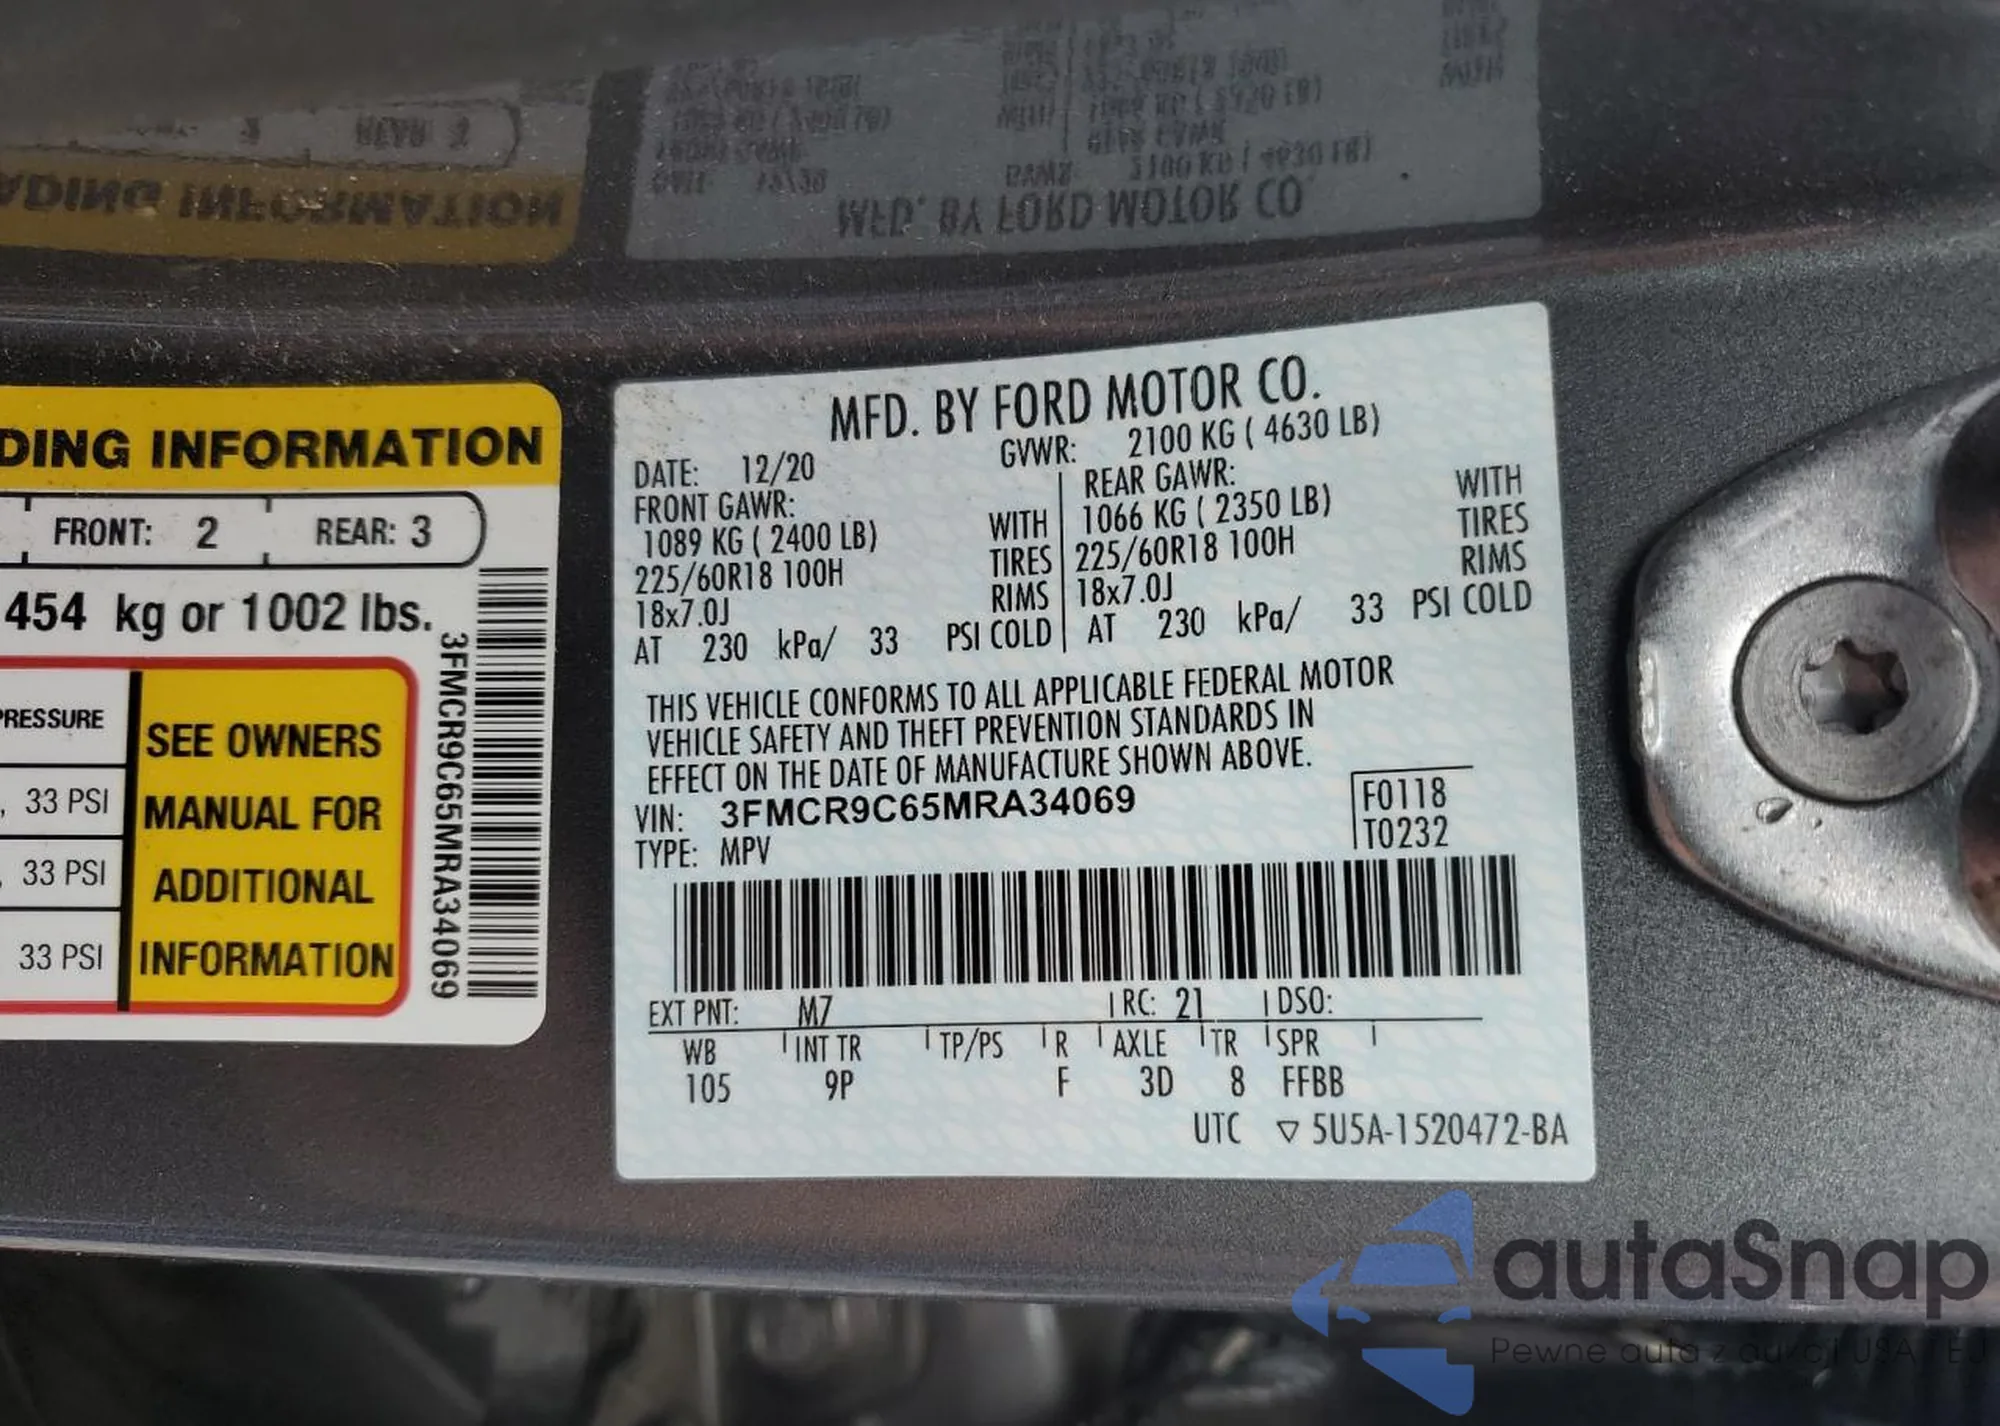 DING INFORMATION
FRONT: 2 REAR: 3
454 kg or 1002 lbs.
PRESSURE
33 PSI
33 PSI
33 PSI
SEE OWNERS
MANUAL FOR
ADDITIONAL
INFORMATION
3FMCR9C65MRA34069
MFD. BY FORD MOTOR CO.
DATE: 12/20 GVWR: 2100 KG ( 4630 LB)
FRONT GAWR: REAR GAWR:
1089 KG ( 2400 LB) WITH 1066 KG ( 2350 LB) WITH
225/60R18 100H TIRES 225/60R18 100H TIRES
18x7.0J RIMS 18x7.0J RIMS
AT 230 kPa/ 33 PSI COLD AT 230 kPa/ 33 PSI COLD
THIS VEHICLE CONFORMS TO ALL APPLICABLE FEDERAL MOTOR
VEHICLE SAFETY AND THEFT PREVENTION STANDARDS IN
EFFECT ON THE DATE OF MANUFACTURE SHOWN ABOVE.
VIN: 3FMCR9C65MRA34069 F0118
TYPE: MPV T0232
EXT PNT: M7 RC: 21 DSO:
WB INT TR TP/PS R AXLE TR SPR
105 9P F 3D 8 FFBB
UTC ▽ 5U5A-1520472-BA
autaSnap
Pewne auta z aukcji USA / EJ